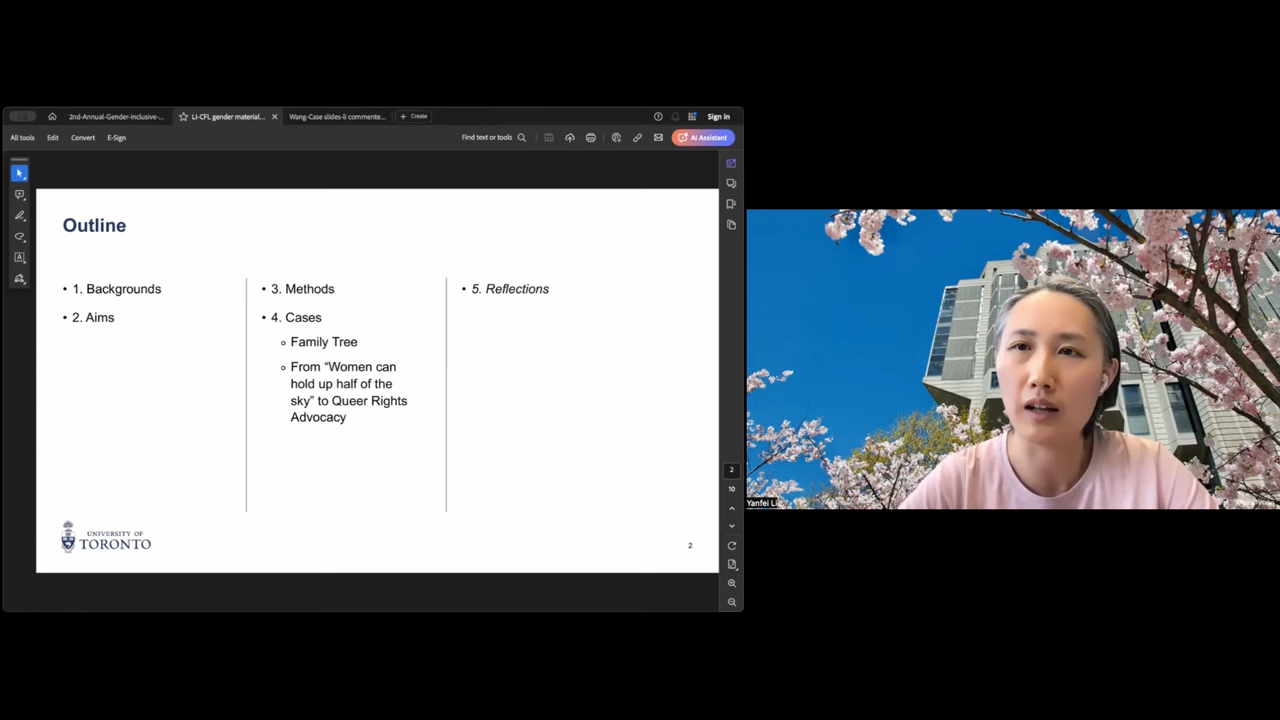 2nd-Annual-Gender-Inclusive-...
LI-CFL gender material...
Wang-Case slides-li commente...
Create
Sign in
All tools
Edit
Convert
E-Sign
Find text or tools
AI Assistant
Outline
• 1. Backgrounds
• 2. Aims
• 3. Methods
• 4. Cases
Family Tree
From “Women can
hold up half of the
sky” to Queer Rights
Advocacy
• 5. Reflections
UNIVERSITY OF
TORONTO
2
2
10
Yanfei Li